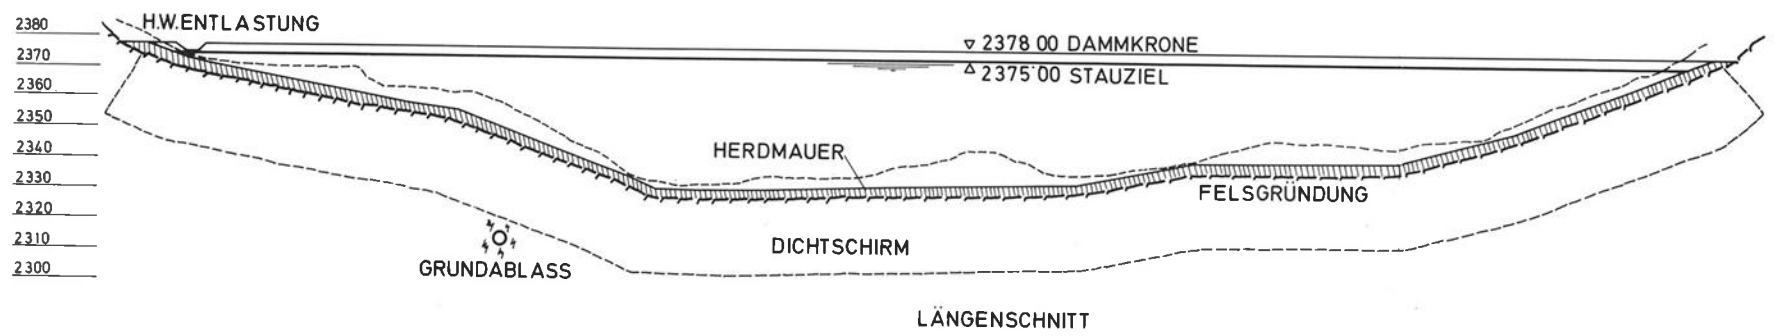 H.W.ENTLASTUNG
2380
2370
2360
2350
2340
2330
2320
2310
2300
2378 00 DAMMKRONE
2375·00 STAUZIEL
HERDMAUER
FELSGRÜNDUNG
DICHTSCHIRM
GRUNDABLASS
LÄNGENSCHNITT